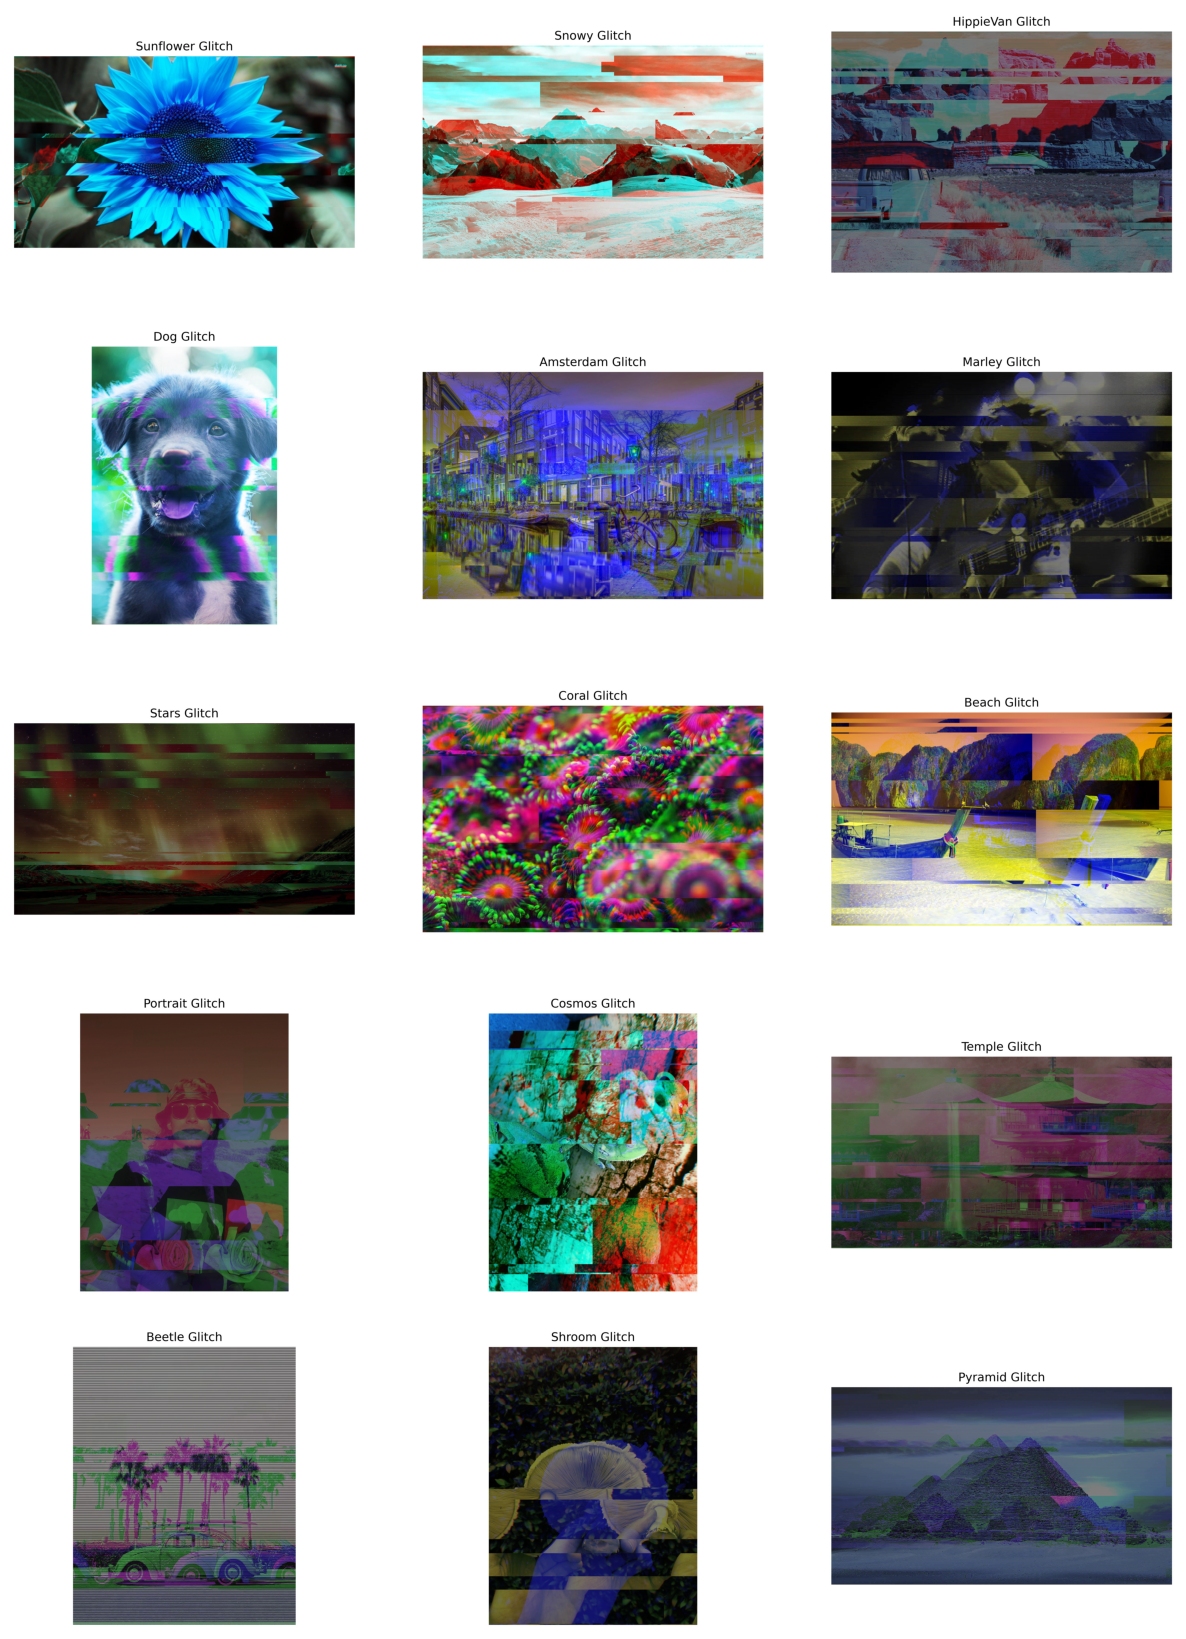 Sunflower Glitch
Snowy Glitch
HippieVan Glitch
Dog Glitch
Amsterdam Glitch
Marley Glitch
Stars Glitch
Coral Glitch
Beach Glitch
Portrait Glitch
Cosmos Glitch
Temple Glitch
Beetle Glitch
Shroom Glitch
Pyramid Glitch